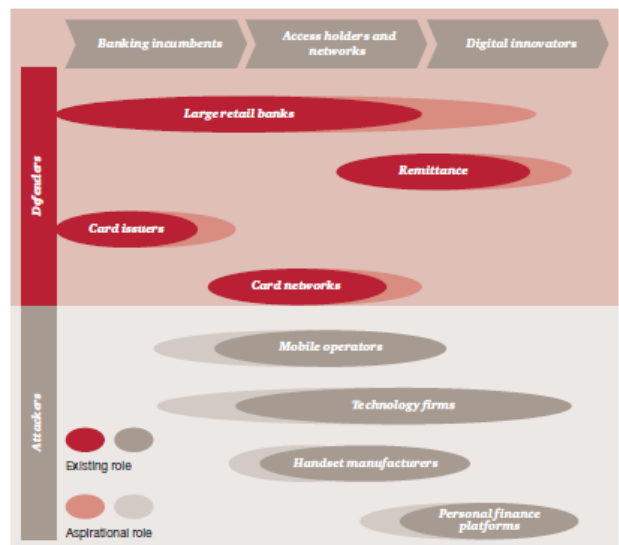 Banking incumbents
Access holders and
networks
Digital innovators
Defenders
Large retail banks
Remittance
Card issuers
Card networks
Attackers
Mobile operators
Technology firms
Handset manufacturers
Personal finance
platforms
Existing role
Aspirational role